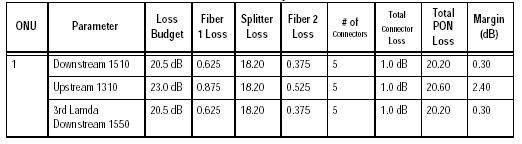 ONU Parameter Loss Budget Fiber 1 Loss Splitter Loss Fiber 2 Loss # of Connectors Total Connector Loss Total PON Loss Margin (dB)
1 Downstream 1510 20.5 dB 0.625 18.20 0.375 5 1.0 dB 20.20 0.30
Upstream 1310 23.0 dB 0.875 18.20 0.525 5 1.0 dB 20.60 2.40
3rd Lamda Downstream 1550 20.5 dB 0.625 18.20 0.375 5 1.0 dB 20.20 0.30